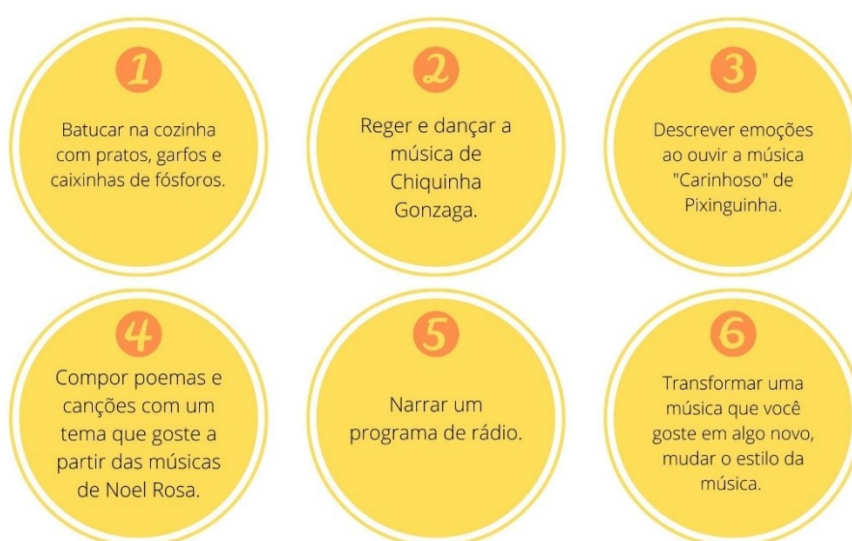 1
Batucar na cozinha
com pratos, garfos e
caixinhas de fósforos.
2
Reger e dançar a
música de
Chiquinha
Gonzaga.
3
Descrever emoções
ao ouvir a música
"Carinhoso" de
Pixinguinha.
4
Compor poemas e
canções com um
tema que goste a
partir das músicas
de Noel Rosa.
5
Narrar um
programa de rádio.
6
Transformar uma
música que você
goste em algo novo,
mudar o estilo da
música.